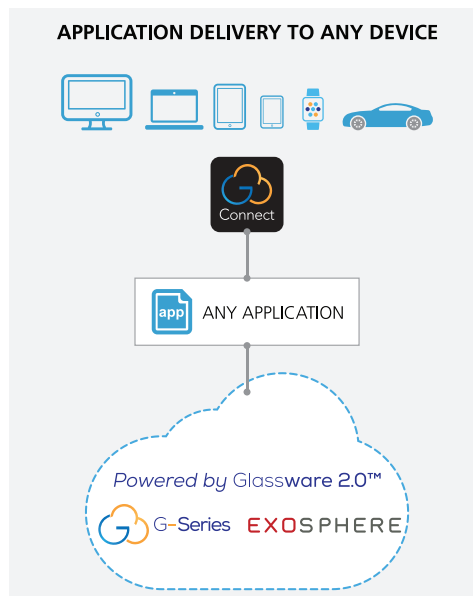 APPLICATION DELIVERY TO ANY DEVICE
Connect
app
ANY APPLICATION
Powered by Glassware 2.0™
G-Series
EXOSPHERE